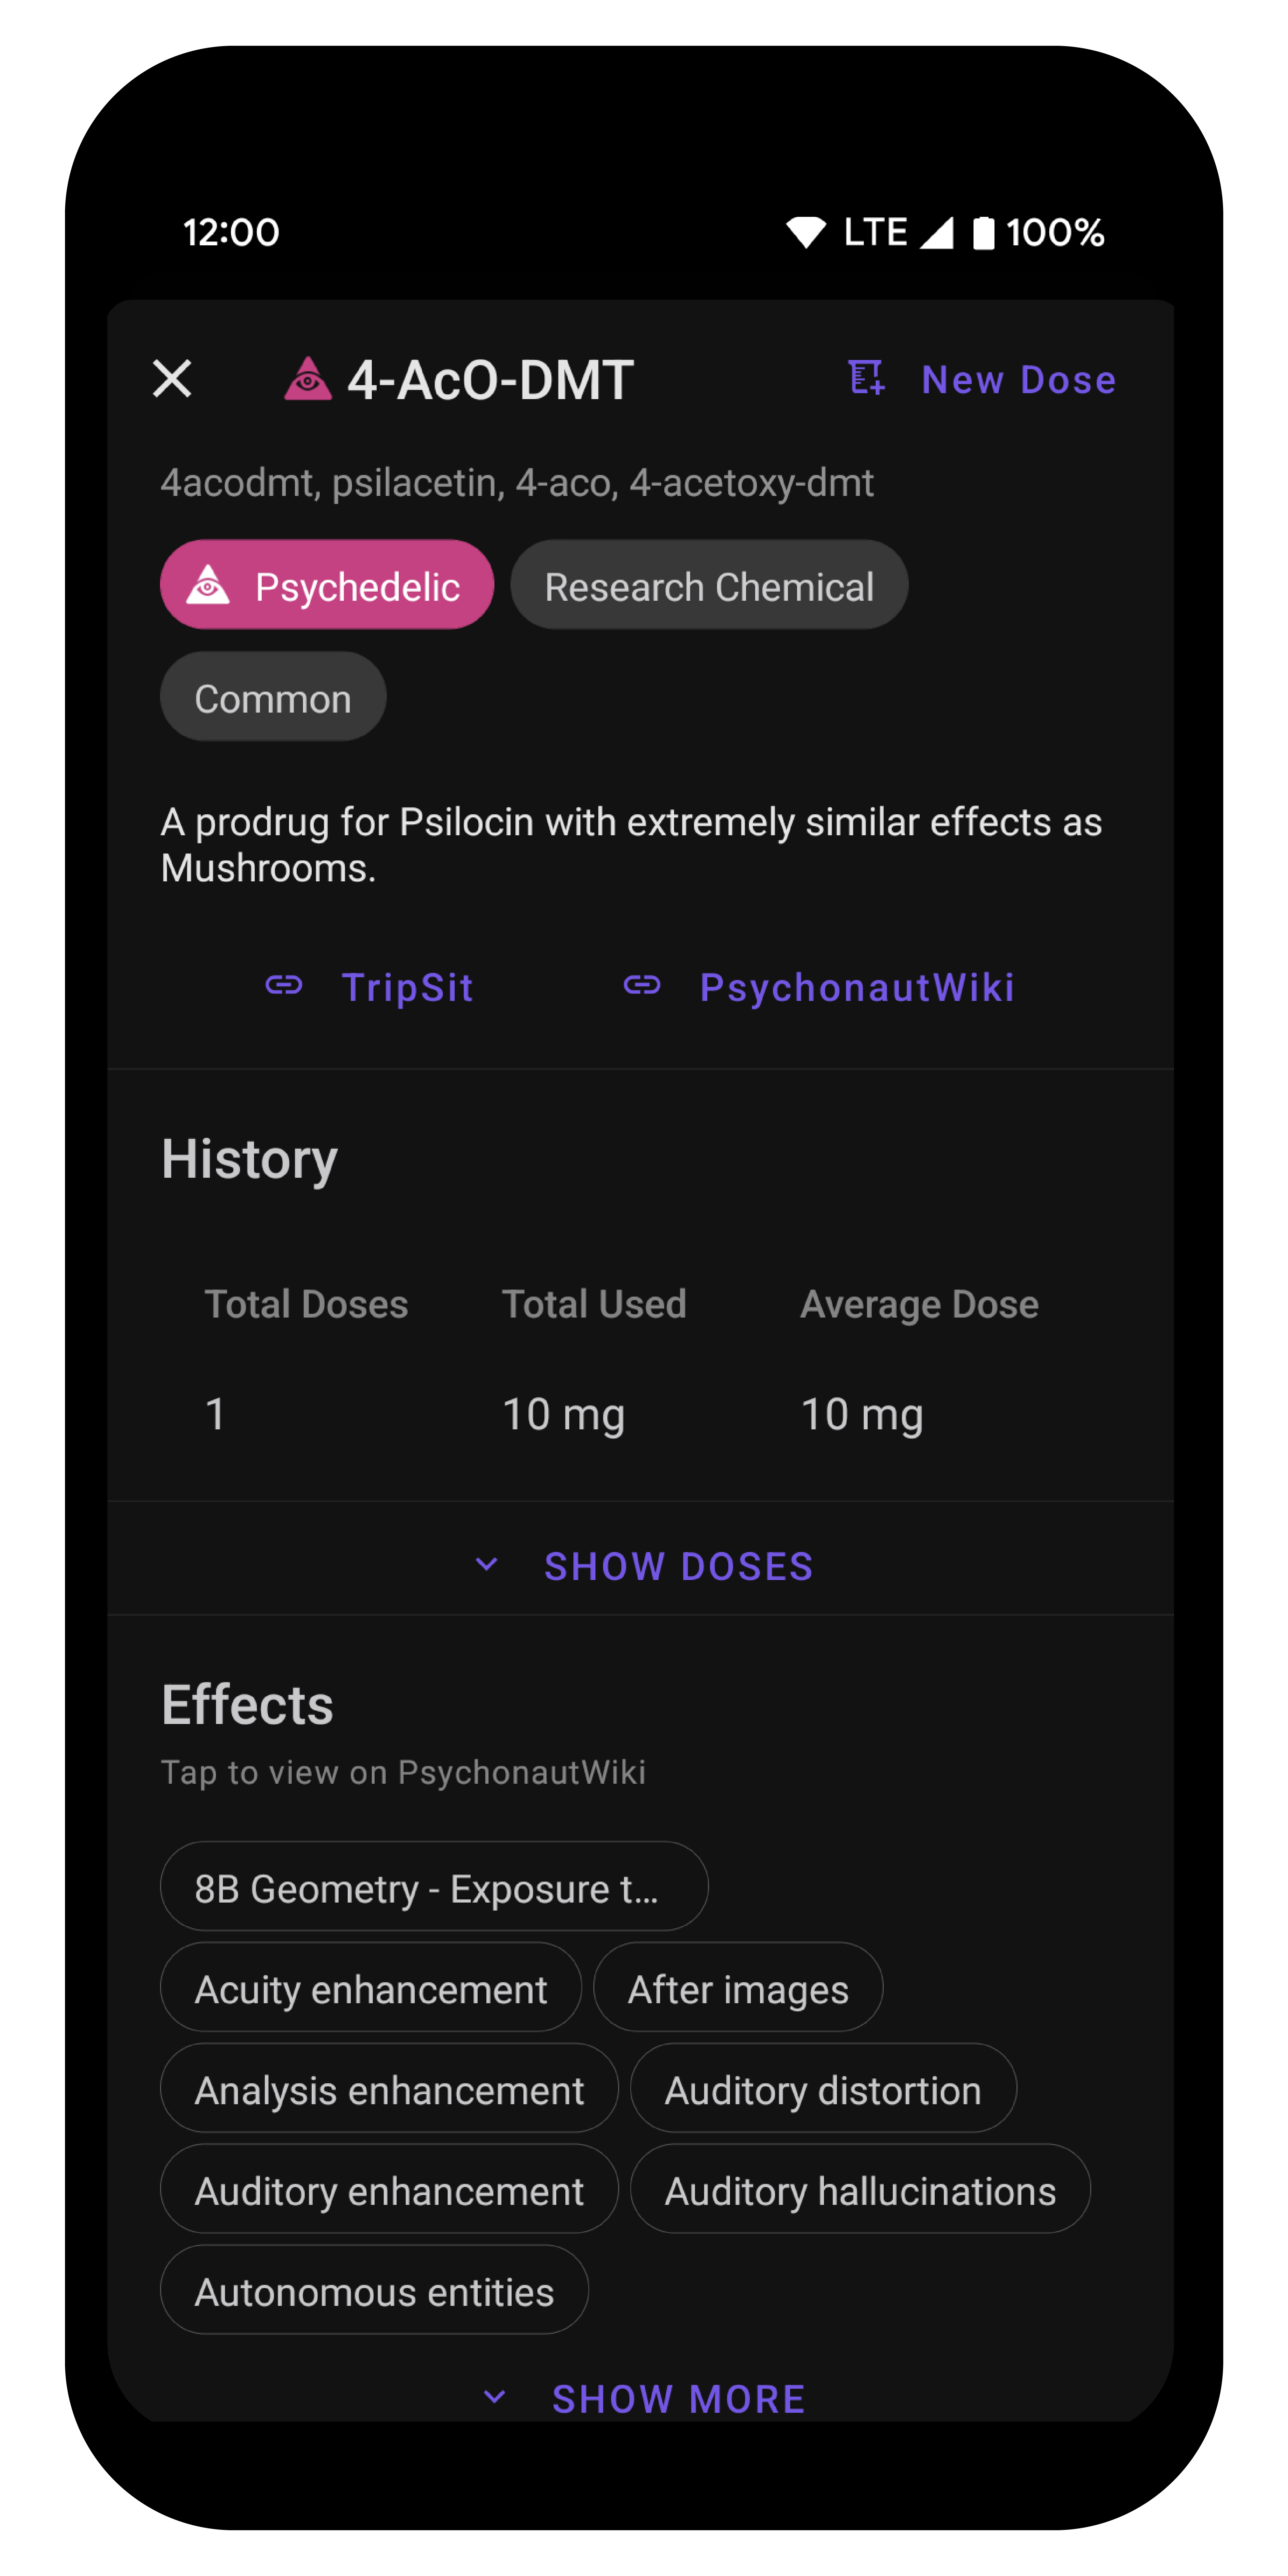 12:00 LTE 100%
4-AcO-DMT New Dose
4acodmt, psilacetin, 4-aco, 4-acetoxy-dmt
Psychedelic Research Chemical
Common
A prodrug for Psilocin with extremely similar effects as
Mushrooms.
TripSit PsychonautWiki
History
Total Doses Total Used Average Dose
1 10 mg 10 mg
SHOW DOSES
Effects
Tap to view on PsychonautWiki
8B Geometry - Exposure t...
Acuity enhancement After images
Analysis enhancement Auditory distortion
Auditory enhancement Auditory hallucinations
Autonomous entities
SHOW MORE